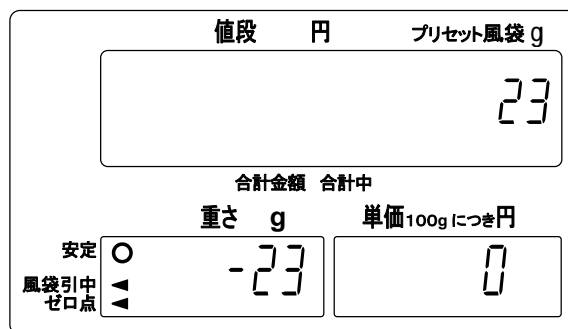 値段 円 プリセット風袋 g
23
合計金額 合計中
重さ g 単価100gにつき円
安定 -23 0
風袋引中
ゼロ点